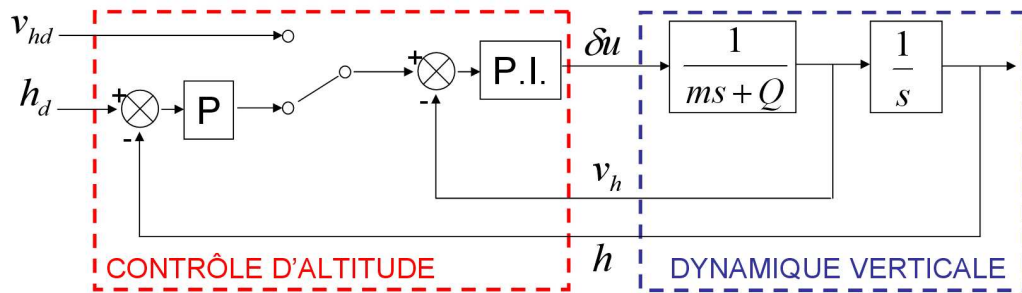 v_hd
h_d
+
-
P
+
-
P.I.
δu
1
ms+Q
1
s
v_h
h
CONTRÔLE D'ALTITUDE
DYNAMIQUE VERTICALE